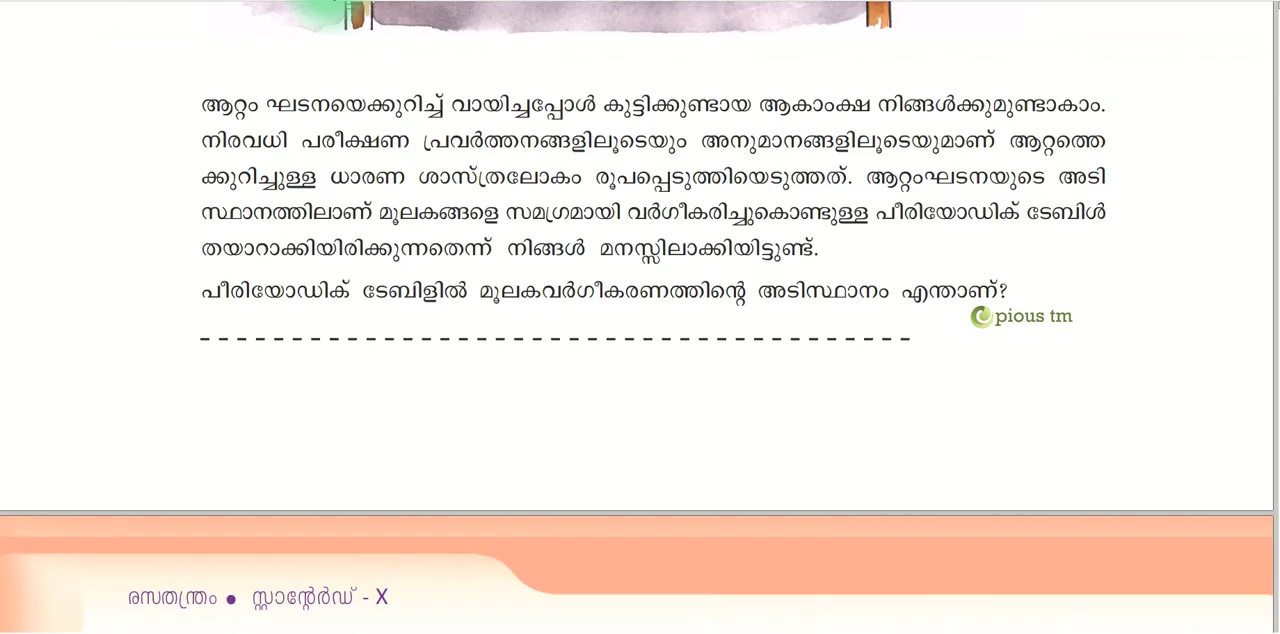 ആറ്റം ഘടനയെക്കുറിച്ച് വായിച്ചപ്പോൾ കുട്ടിക്കുണ്ടായ ആകാംക്ഷ നിങ്ങൾക്കുമുണ്ടാകാം.
നിരവധി പരീക്ഷണ പ്രവർത്തനങ്ങളിലൂടെയും അനുമാനങ്ങളിലൂടെയുമാണ് ആറ്റത്തെ
ക്കുറിച്ചുള്ള ധാരണ ശാസ്ത്രലോകം രൂപപ്പെടുത്തിയെടുത്തത്. ആറ്റംഘടനയുടെ അടി
സ്ഥാനത്തിലാണ് മൂലകങ്ങളെ സമഗ്രമായി വർഗീകരിച്ചുകൊണ്ടുള്ള പീരിയോഡിക് ടേബിൾ
തയാറാക്കിയിരിക്കുന്നതെന്ന് നിങ്ങൾ മനസ്സിലാക്കിയിട്ടുണ്ട്.
പീരിയോഡിക് ടേബിളിൽ മൂലകവർഗീകരണത്തിന്റെ അടിസ്ഥാനം എന്താണ്?
Copious tm
രസതന്ത്രം • സ്റ്റാന്റേർഡ് - X